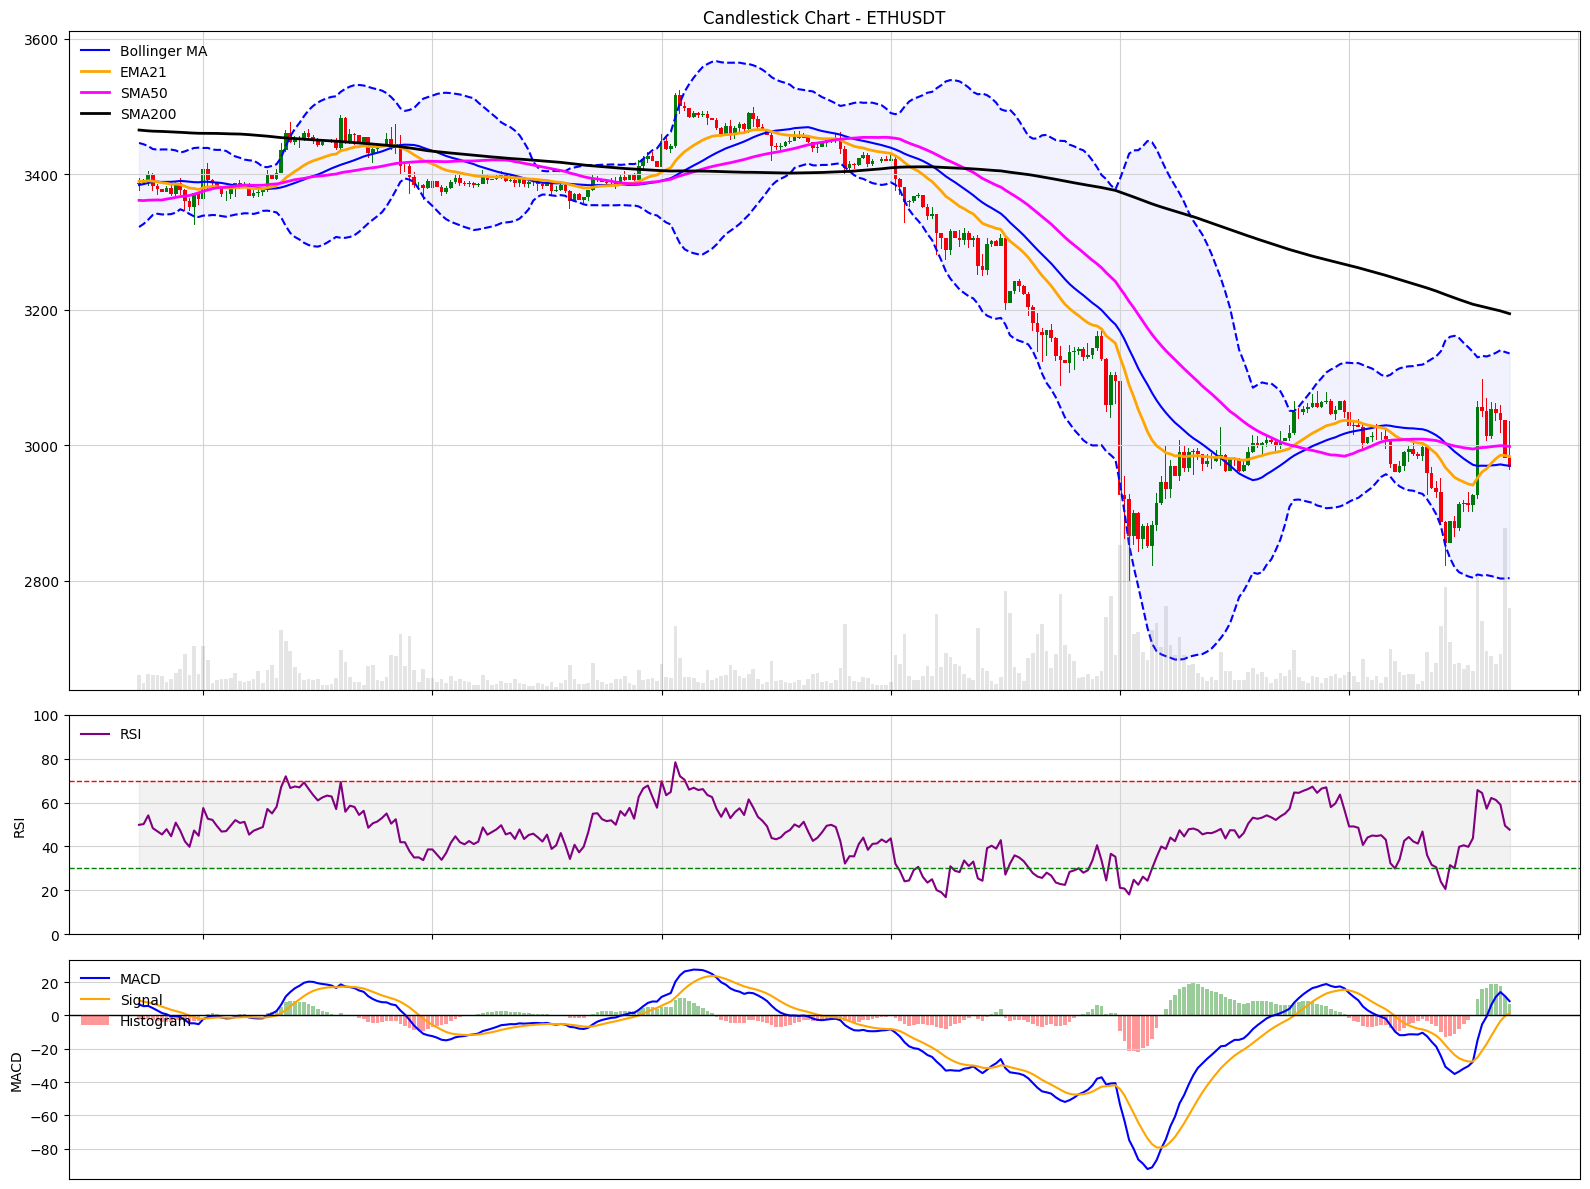 Candlestick Chart - ETHUSDT
3600
3400
3200
3000
2800
Bollinger MA
EMA21
SMA50
SMA200
100
80
60
40
20
0
RSI
RSI
20
0
−20
−40
−60
−80
MACD
MACD
Signal
Histogram